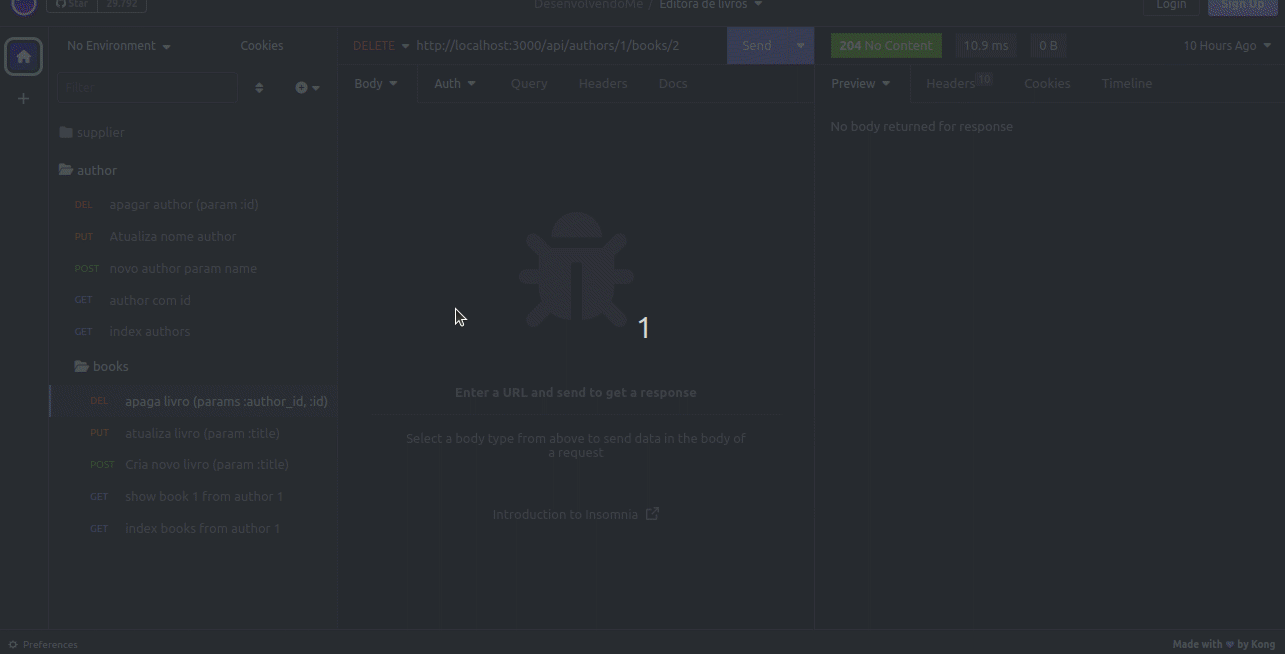 Star 29,792
DesenvolvendoMe / Editora de livros
Login
Sign Up
No Environment
Cookies
DELETE http://localhost:3000/api/authors/1/books/2
Send
204 No Content
10.9 ms
0 B
10 Hours Ago
Filter
Body
Auth
Query
Headers
Docs
Preview
Headers 10
Cookies
Timeline
No body returned for response
supplier
author
DEL apagar author (param :id)
PUT Atualiza nome author
POST novo author param name
GET author com id
GET index authors
books
DEL apaga livro (params :author_id, :id)
PUT atualiza livro (param :title)
POST Cria novo livro (param :title)
GET show book 1 from author 1
GET index books from author 1
1
Enter a URL and send to get a response
Select a body type from above to send data in the body of
a request
Introduction to Insomnia
Preferences
Made with ♥ by Kong